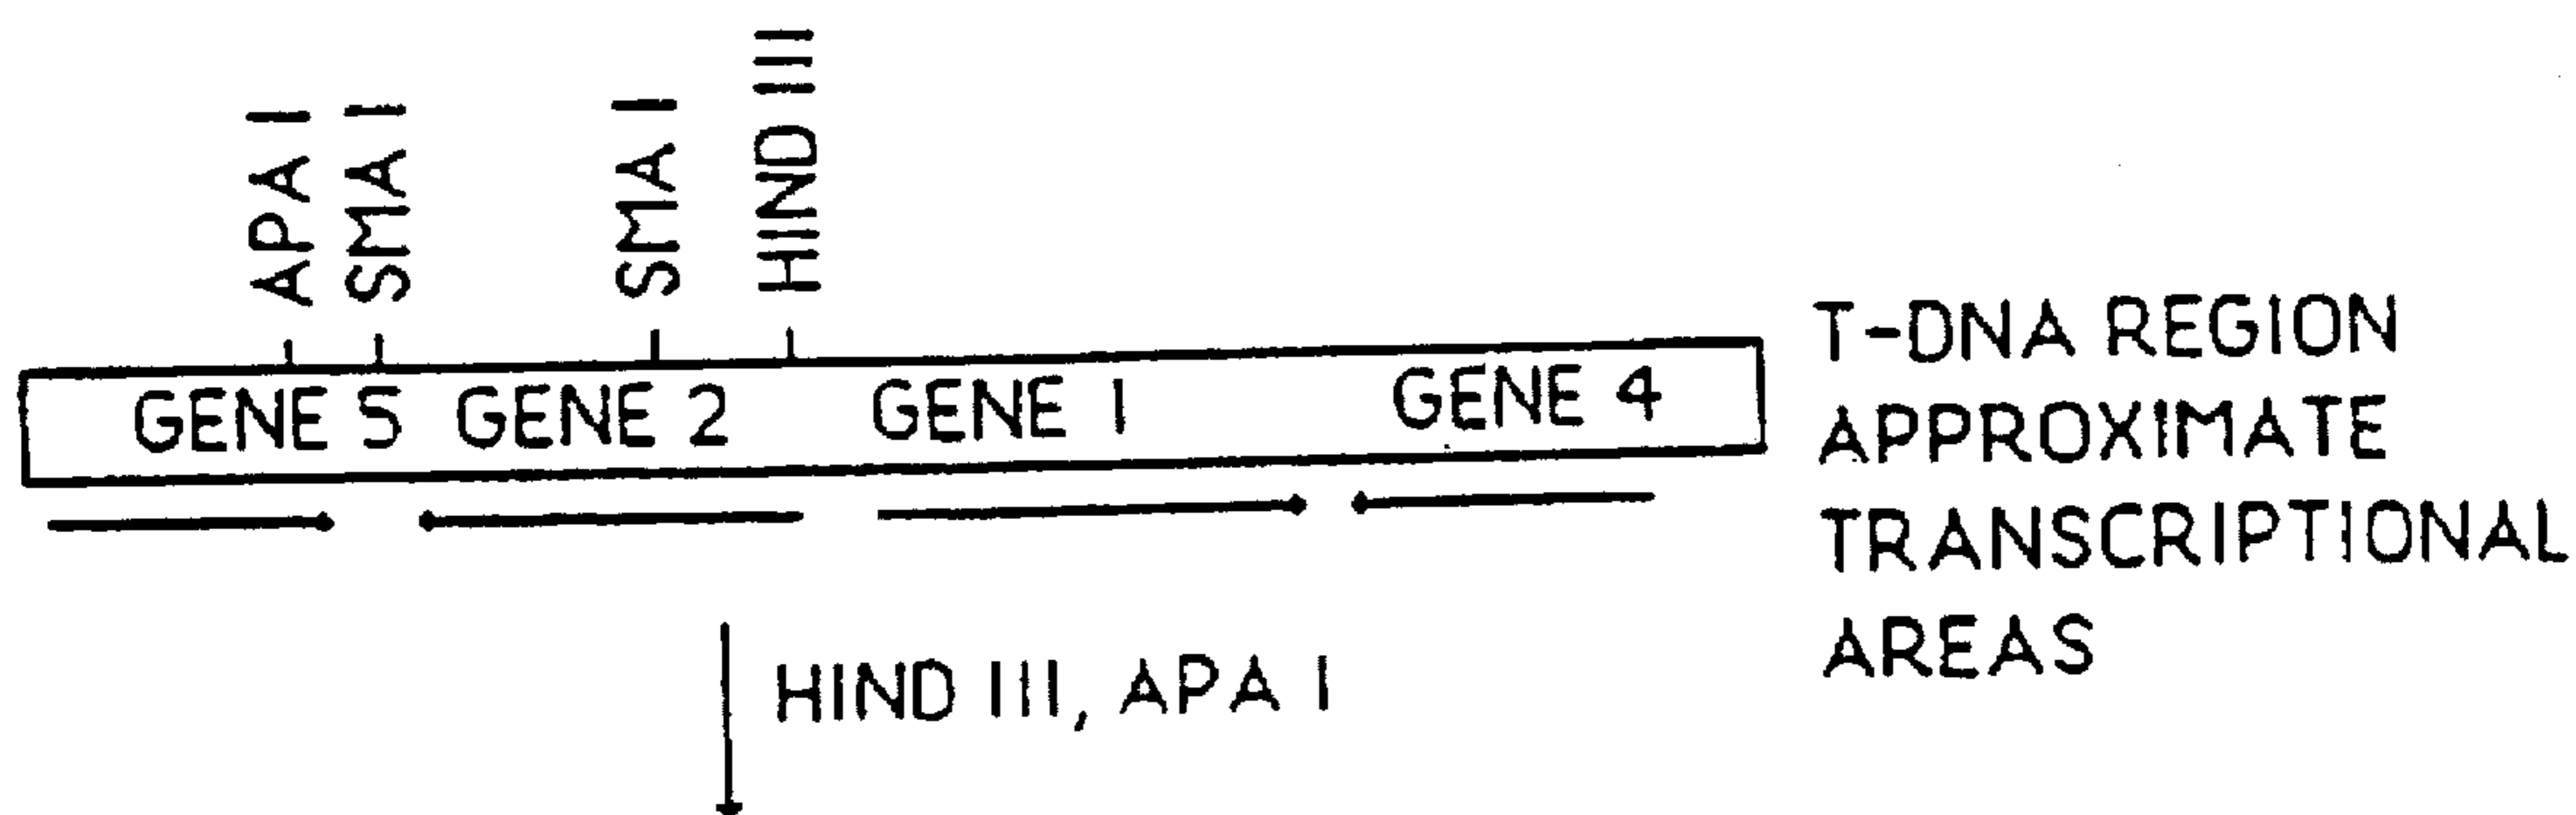 APA I
SMA I
SMA I
HIND III
GENE 5 GENE 2 GENE 1 GENE 4
T-DNA REGION
APPROXIMATE
TRANSCRIPTIONAL
AREAS
HIND III, APA I